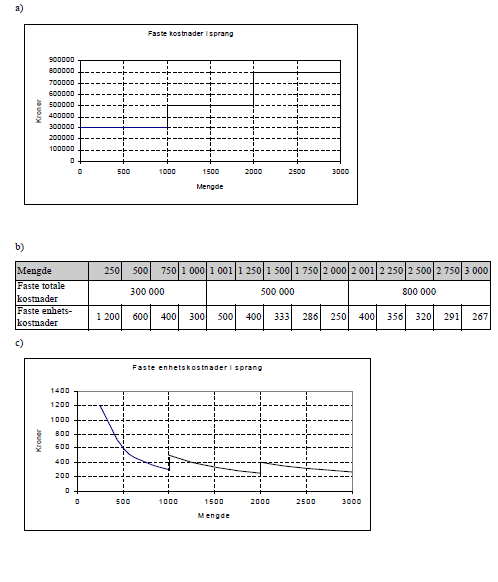 a)
Faste kostnader i sprang
900000
800000
700000
600000
500000
400000
300000
200000
100000
0
Kroner
0 500 1000 1500 2000 2500 3000
Mengde
b)
Mengde 250 500 750 1 000 1 001 1 250 1 500 1 750 2 000 2 001 2 250 2 500 2 750 3 000
Faste totale
kostnader 300 000 500 000 800 000
Faste enhets-
kostnader 1 200 600 400 300 500 400 333 286 250 400 356 320 291 267
c)
Faste enhetskostnader i sprang
1400
1200
1000
800
600
400
200
0
Kroner
0 500 1000 1500 2000 2500 3000
Mengde